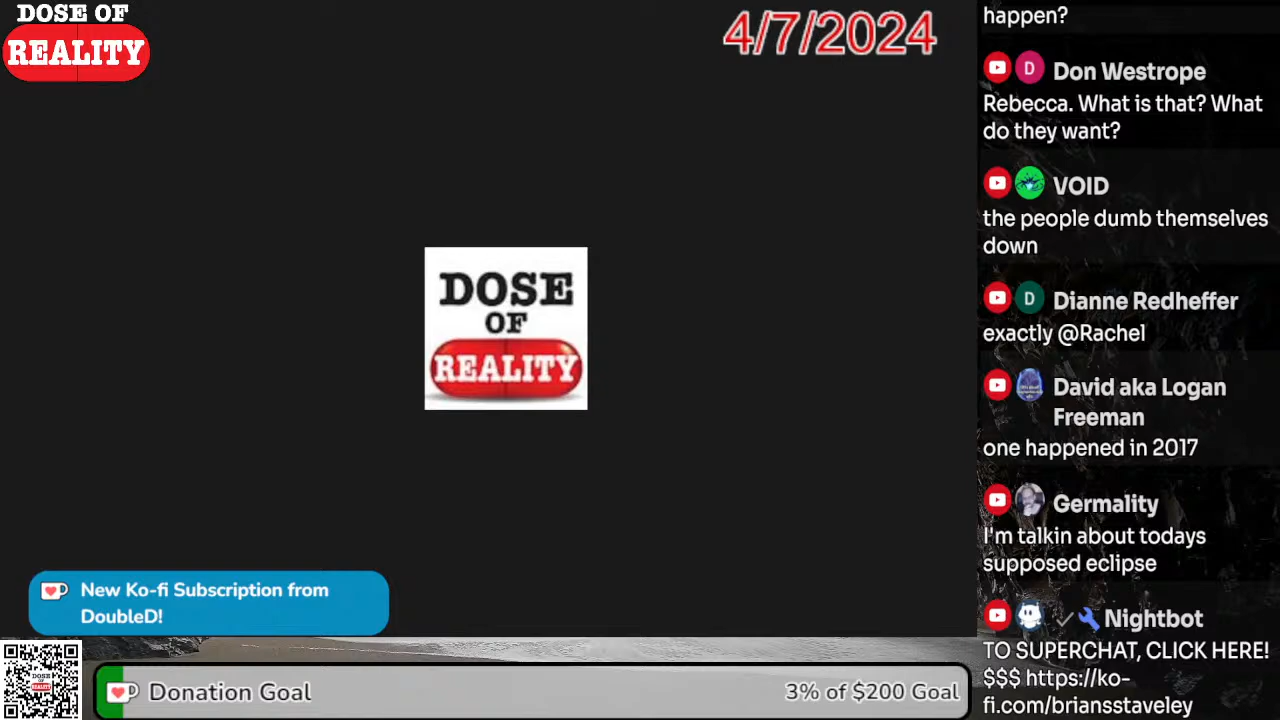 DOSE OF
REALITY
4/7/2024
DOSE
OF
REALITY
New Ko-fi Subscription from
DoubleD!
DOSE
OF
REALITY
Donation Goal
3% of $200 Goal
happen?
D
Don Westrope
Rebecca. What is that? What
do they want?
VOID
the people dumb themselves
down
D
Dianne Redheffer
exactly @Rachel
David aka Logan
Freeman
one happened in 2017
Germality
I'm talkin about todays
supposed eclipse
Nightbot
TO SUPERCHAT, CLICK HERE!
$$$ https://ko-
fi.com/briansstaveley